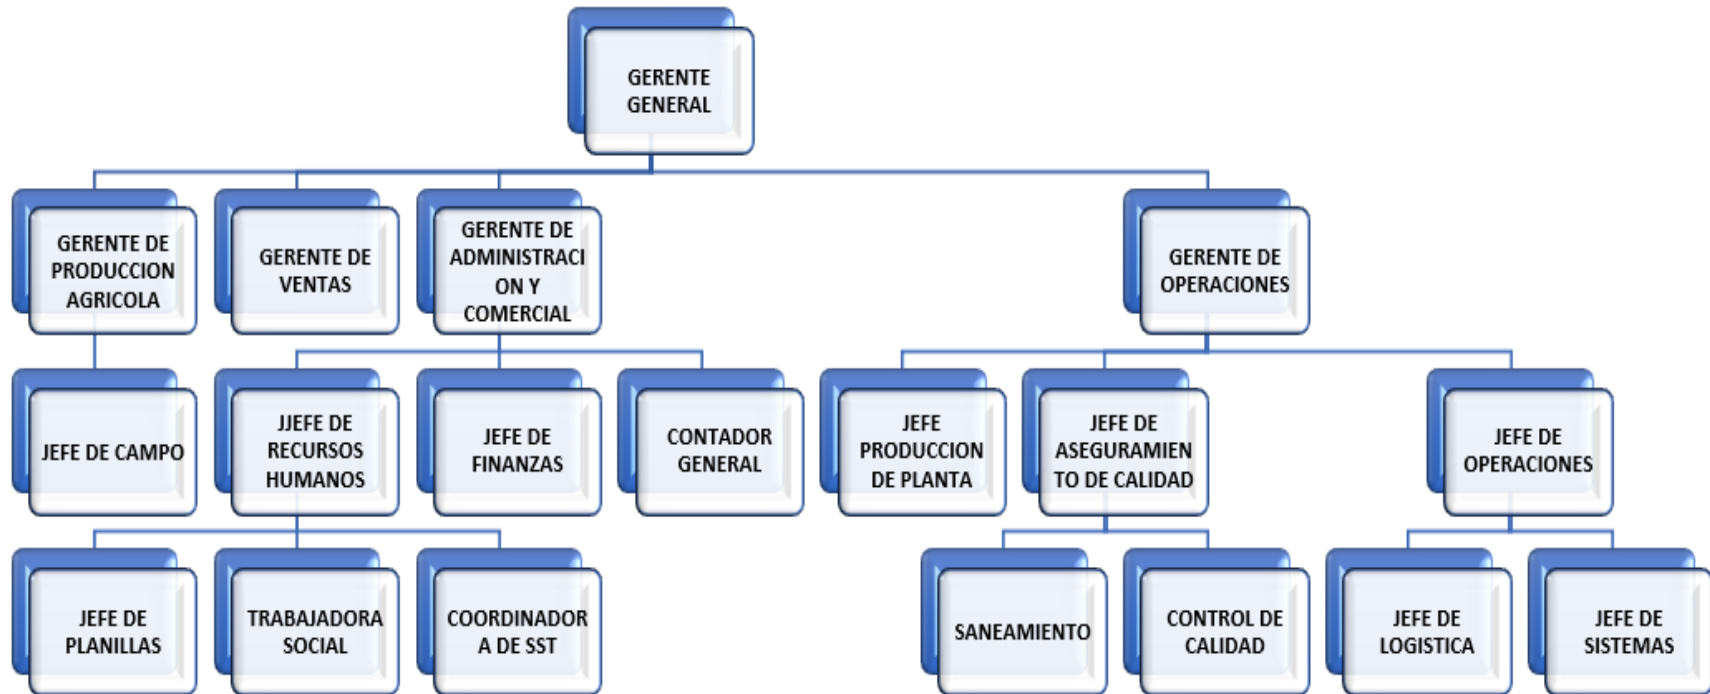 GERENTE
GENERAL
GERENTE DE
PRODUCCION
AGRICOLA
GERENTE DE
VENTAS
GERENTE DE
ADMINISTRACI
ON Y
COMERCIAL
GERENTE DE
OPERACIONES
JEFE DE CAMPO
JJEFE DE
RECURSOS
HUMANOS
JEFE DE
FINANZAS
CONTADOR
GENERAL
JEFE
PRODUCCION
DE PLANTA
JEFE DE
ASEGURAMIEN
TO DE CALIDAD
JEFE DE
OPERACIONES
JEFE DE
PLANILLAS
TRABAJADORA
SOCIAL
COORDINADOR
A DE SST
SANEAMIENTO
CONTROL DE
CALIDAD
JEFE DE
LOGISTICA
JEFE DE
SISTEMAS